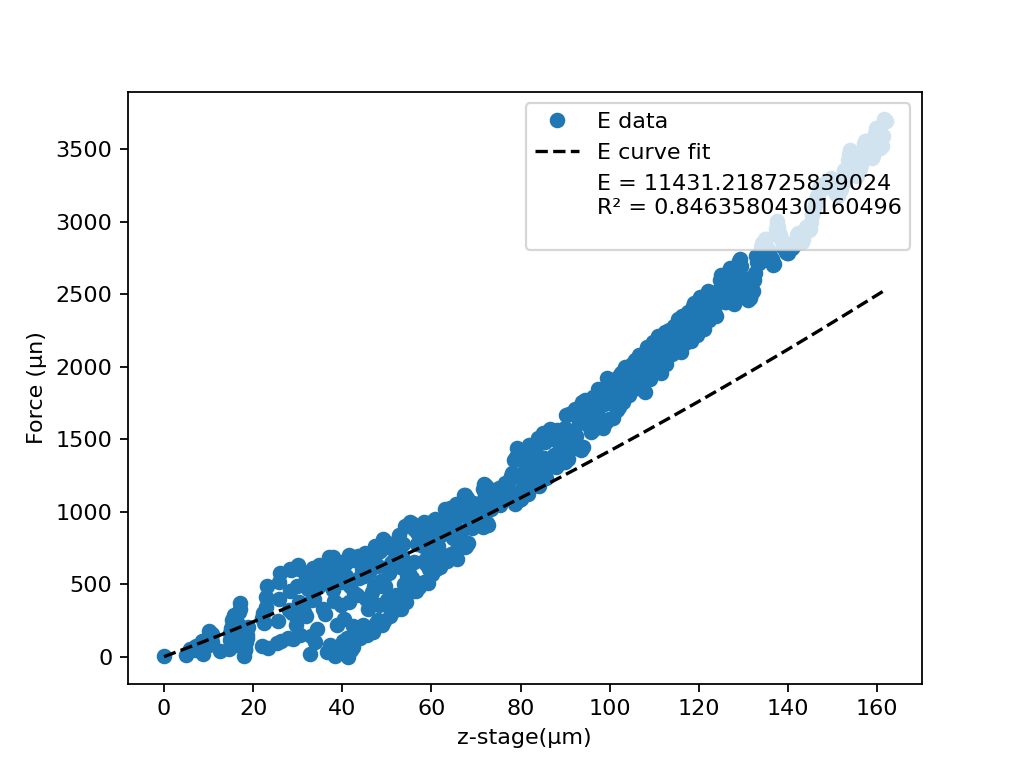 E data
E curve fit
E = 11431.218725839024
R² = 0.8463580430160496
3500
3000
2500
2000
1500
1000
500
0
Force (μn)
0 20 40 60 80 100 120 140 160
z-stage(μm)